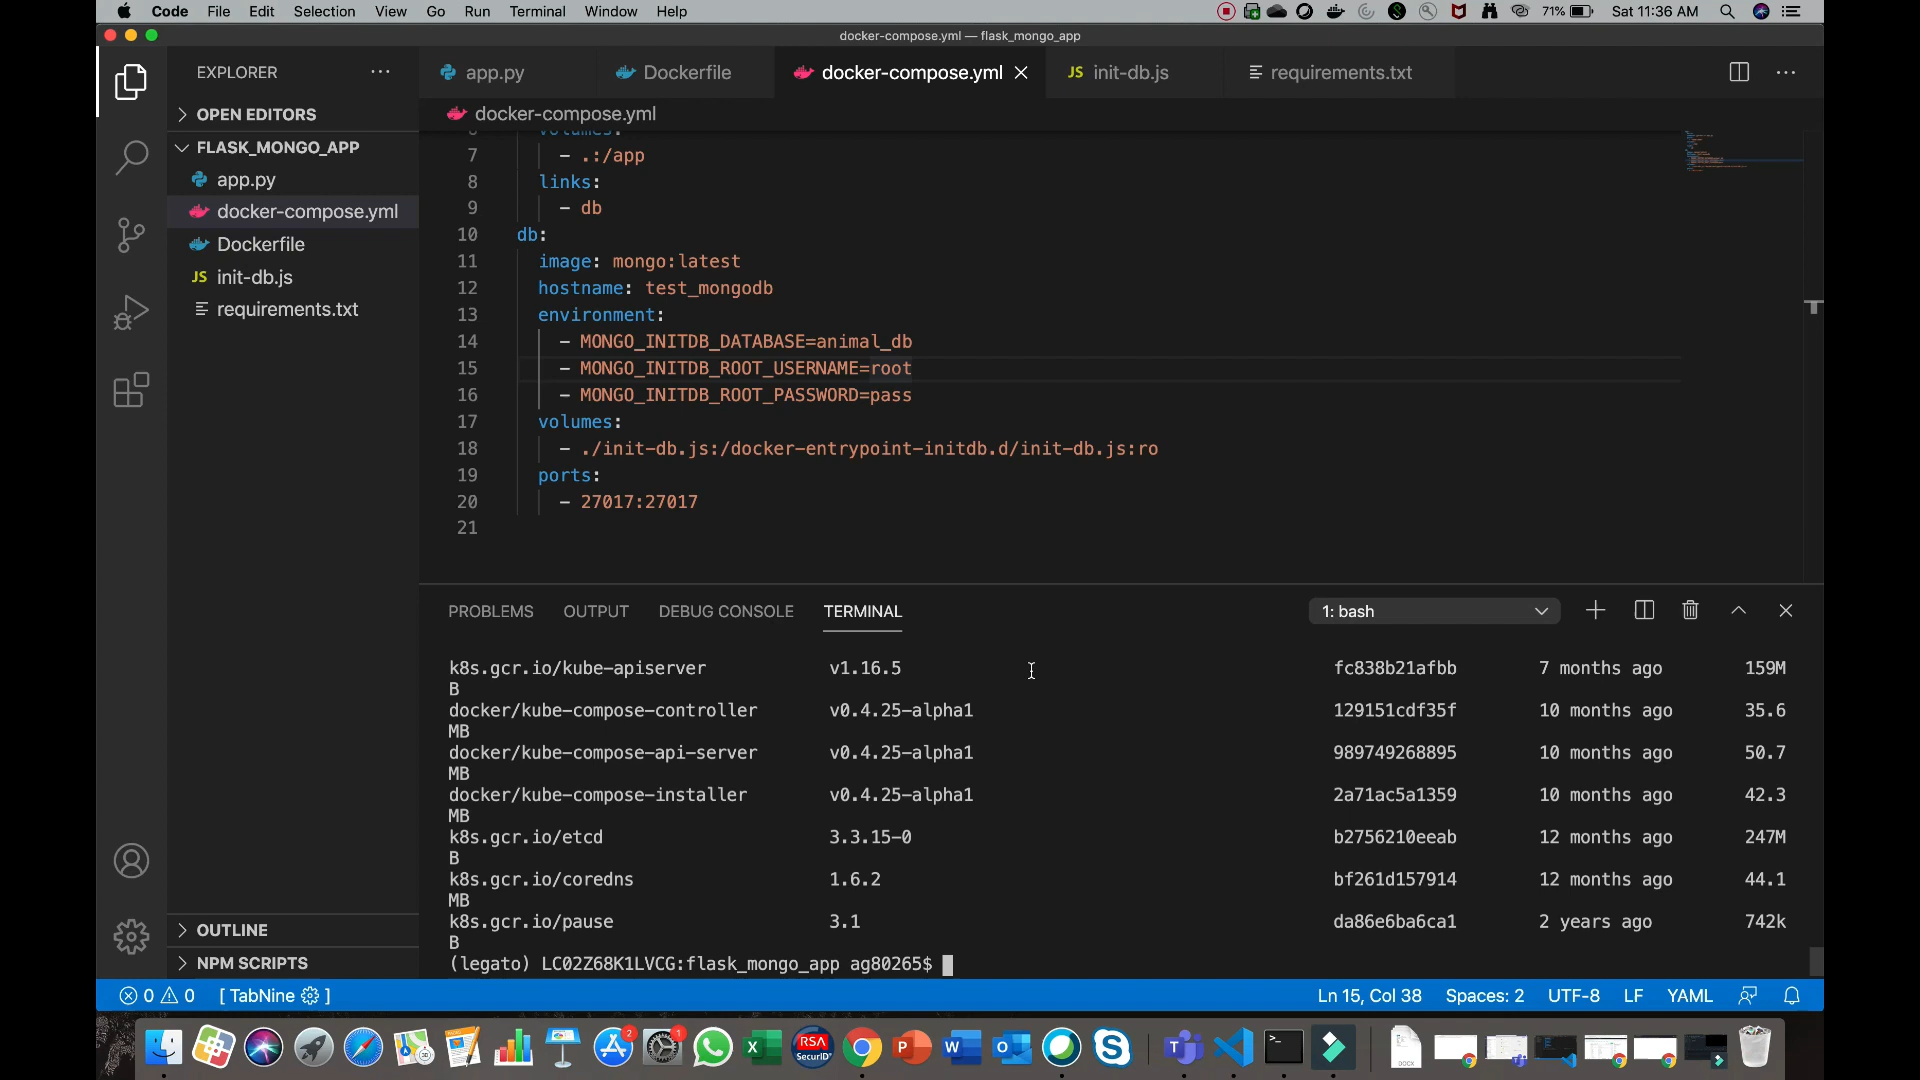 Code File Edit Selection View Go Run Terminal Window Help
71% Sat 11:36 AM
docker-compose.yml — flask_mongo_app
EXPLORER
app.py Dockerfile docker-compose.yml JS init-db.js requirements.txt
OPEN EDITORS
docker-compose.yml
FLASK_MONGO_APP
app.py
docker-compose.yml
Dockerfile
JS init-db.js
requirements.txt
6 volumes:
7 - .:/app
8 links:
9 - db
10 db:
11 image: mongo:latest
12 hostname: test_mongodb
13 environment:
14 - MONGO_INITDB_DATABASE=animal_db
15 - MONGO_INITDB_ROOT_USERNAME=root
16 - MONGO_INITDB_ROOT_PASSWORD=pass
17 volumes:
18 - ./init-db.js:/docker-entrypoint-initdb.d/init-db.js:ro
19 ports:
20 - 27017:27017
21
PROBLEMS OUTPUT DEBUG CONSOLE TERMINAL 1: bash
k8s.gcr.io/kube-apiserver v1.16.5 fc838b21afbb 7 months ago 159M
B
docker/kube-compose-controller v0.4.25-alpha1 129151cdf35f 10 months ago 35.6
MB
docker/kube-compose-api-server v0.4.25-alpha1 989749268895 10 months ago 50.7
MB
docker/kube-compose-installer v0.4.25-alpha1 2a71ac5a1359 10 months ago 42.3
MB
k8s.gcr.io/etcd 3.3.15-0 b2756210eeab 12 months ago 247M
B
k8s.gcr.io/coredns 1.6.2 bf261d157914 12 months ago 44.1
MB
k8s.gcr.io/pause 3.1 da86e6ba6ca1 2 years ago 742k
B
(legato) LC02Z68K1LVCG:flask_mongo_app ag80265$
OUTLINE
NPM SCRIPTS
0 0 [ TabNine ] Ln 15, Col 38 Spaces: 2 UTF-8 LF YAML
2 1 RSA SecurID
DOCX